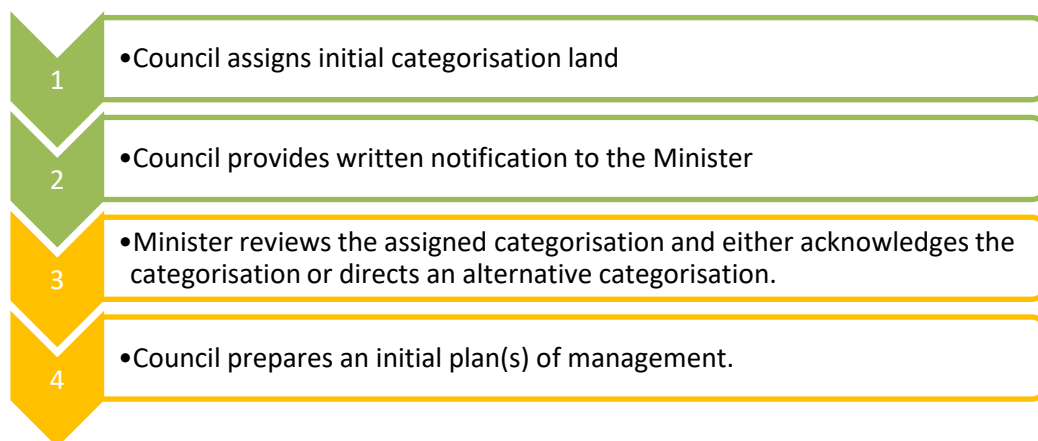 1
•Council assigns initial categorisation land
2
•Council provides written notification to the Minister
3
•Minister reviews the assigned categorisation and either acknowledges the
categorisation or directs an alternative categorisation.
4
•Council prepares an initial plan(s) of management.